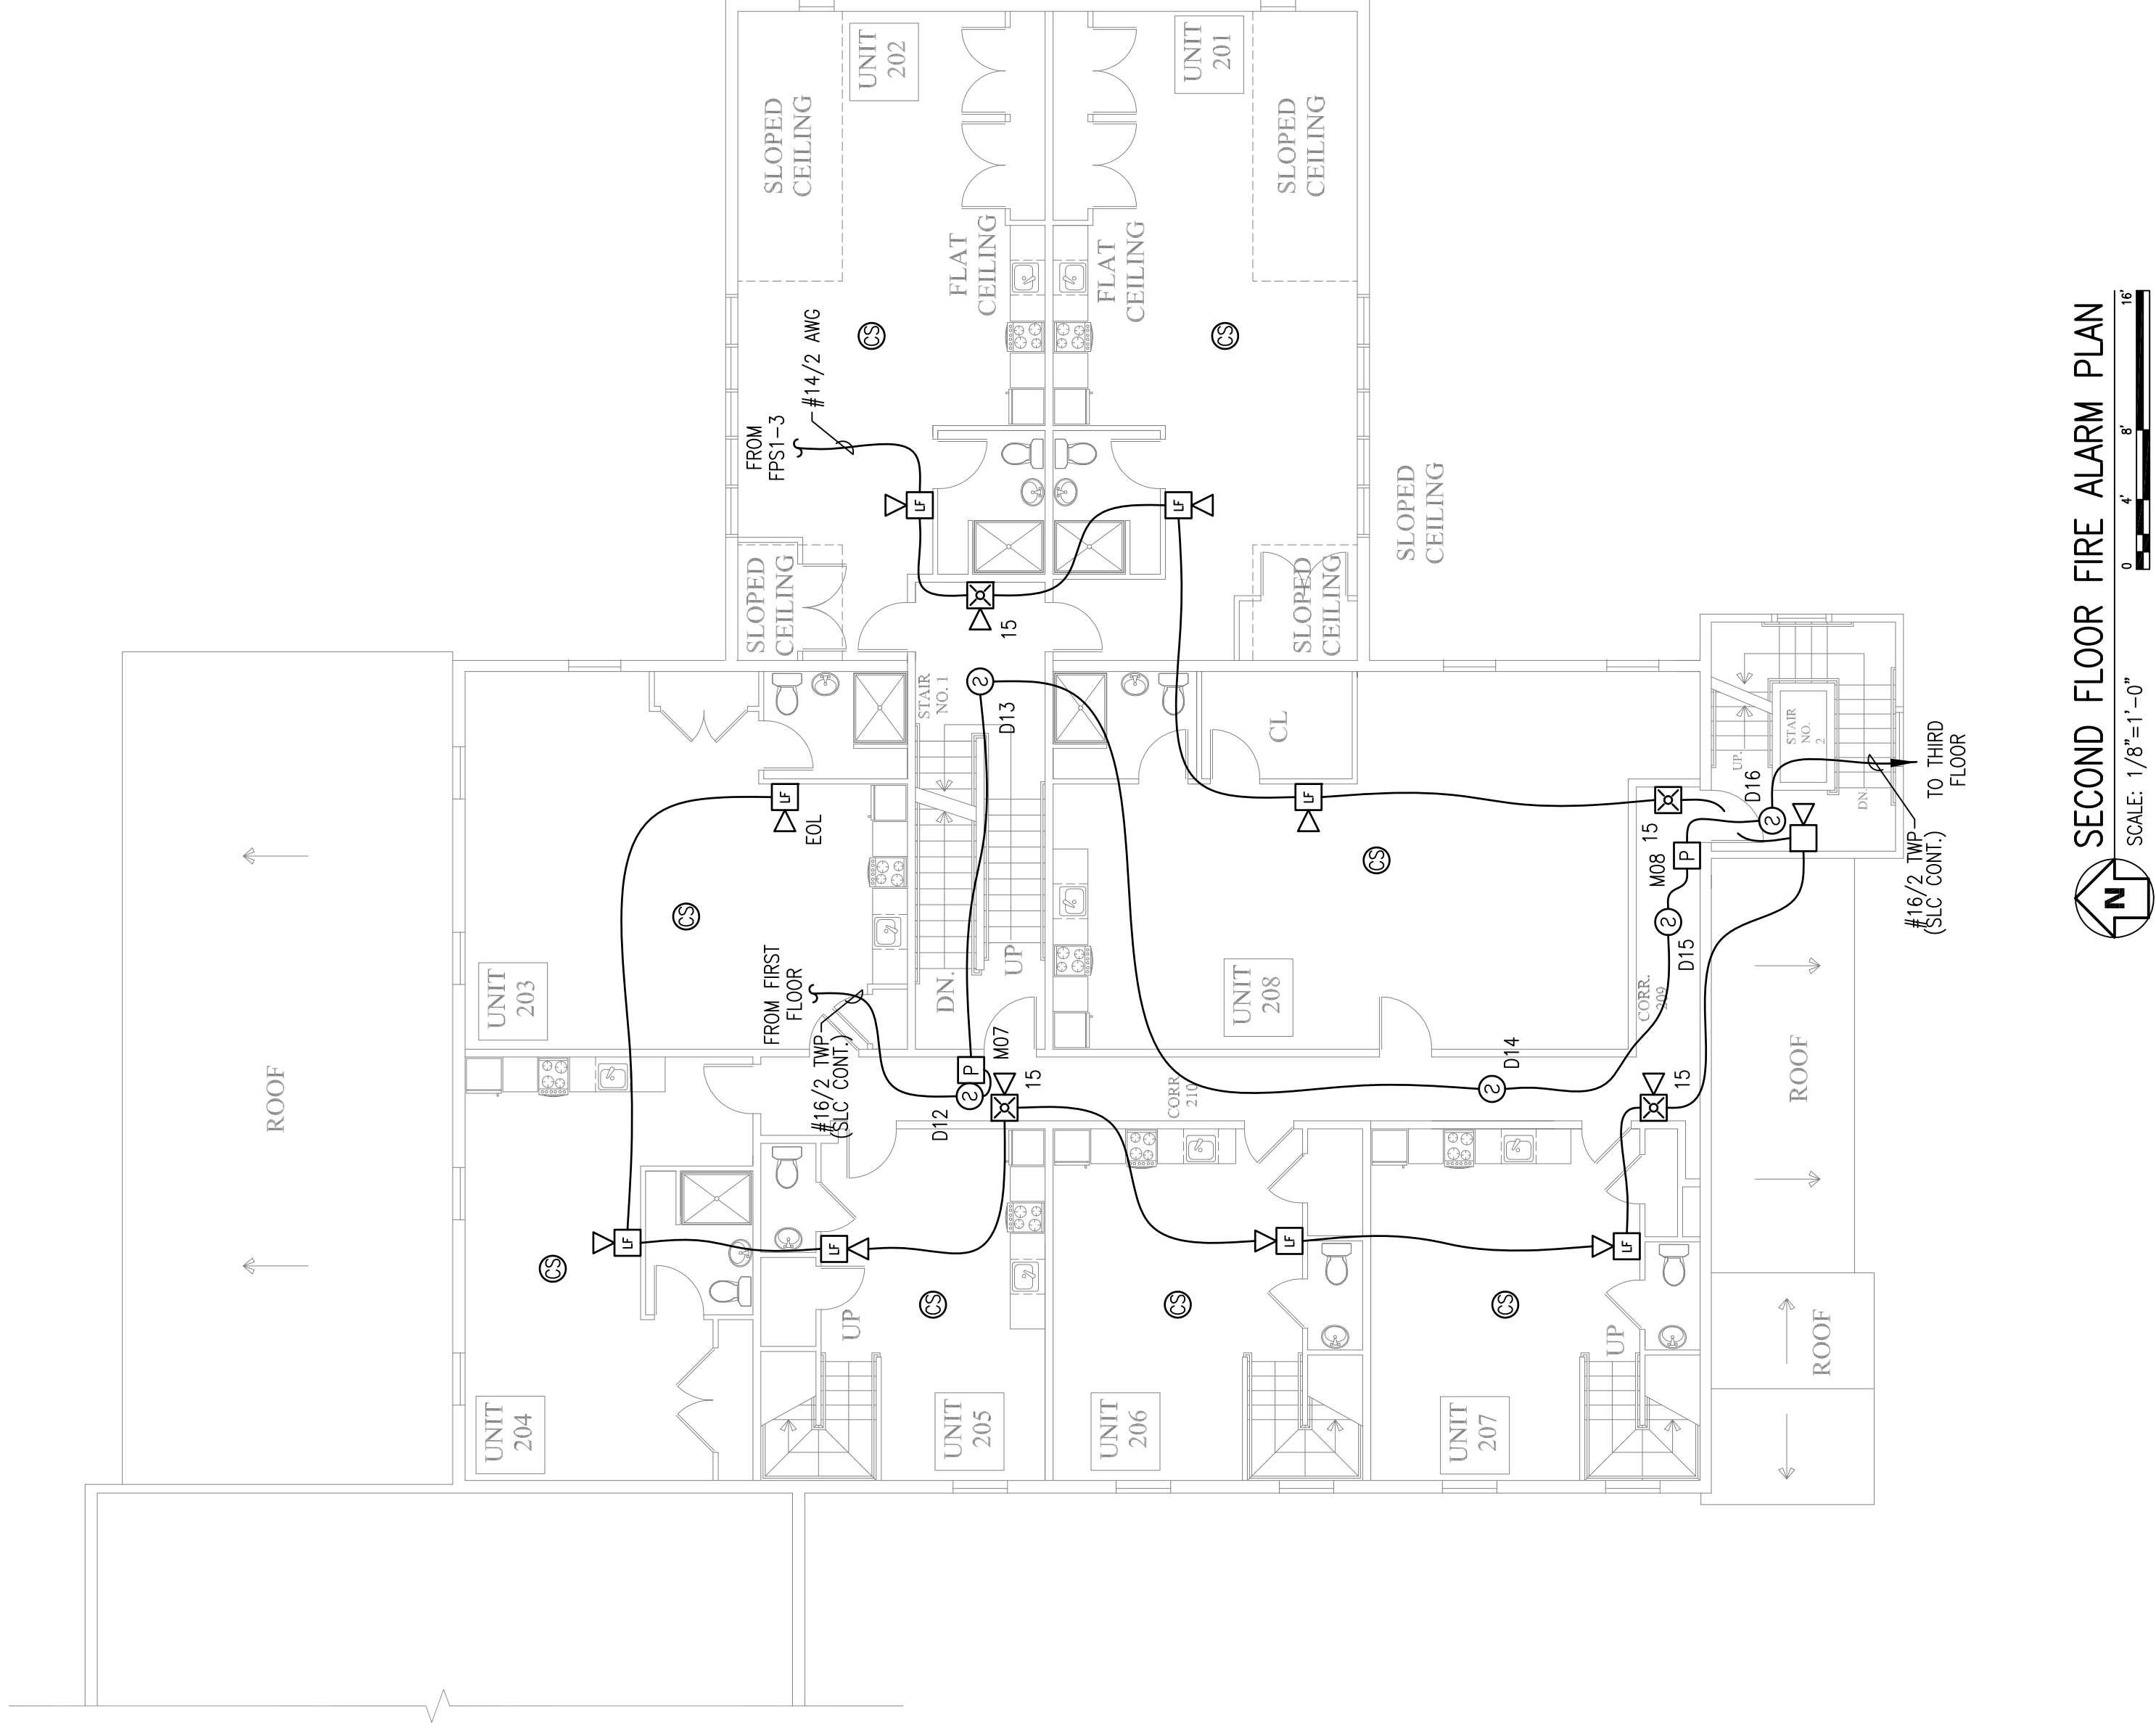 ROOF
UNIT
202
UNIT
201
SLOPED
CEILING
SLOPED
CEILING
FLAT
CEILING
FLAT
CEILING
CS
CS
#14/2 AWG
FROM
FPS1-3
LF
LF
SLOPED
CEILING
SLOPED
CEILING
SLOPED
CEILING
15
S
D13
STAIR
NO. 1
CL
LF
EOL
LF
15
UP.
STAIR
NO.
2
DN.
D16
S
M08
P
S
D15
#16/2 TWP
(SLC CONT.)
TO THIRD
FLOOR
CS
CS
UNIT
203
FROM FIRST
FLOOR
DN.
UP
UNIT
208
CORR.
209
#16/2 TWP
(SLC CONT.)
P
M07
S
D12
15
CORR
210
S
D14
15
ROOF
LF
LF
LF
LF
CS
CS
CS
CS
UP
UP
ROOF
UNIT
204
UNIT
205
UNIT
206
UNIT
207
N
SECOND FLOOR FIRE ALARM PLAN
SCALE: 1/8"=1'-0"
0 4' 8' 16'